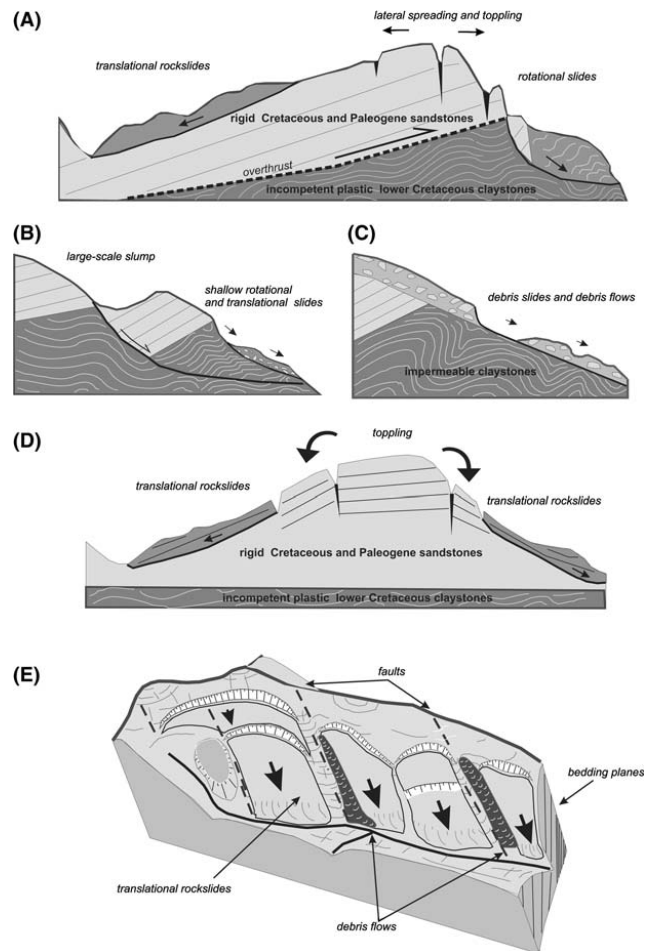 (A)
lateral spreading and toppling
translational rockslides
rotational slides
rigid Cretaceous and Paleogene sandstones
overthrust
incompetent plastic lower Cretaceous claystones
(B)
large-scale slump
shallow rotational
and translational slides
(C)
debris slides and debris flows
impermeable claystones
(D)
toppling
translational rockslides
translational rockslides
rigid Cretaceous and Paleogene sandstones
incompetent plastic lower Cretaceous claystones
(E)
faults
bedding planes
translational rockslides
debris flows